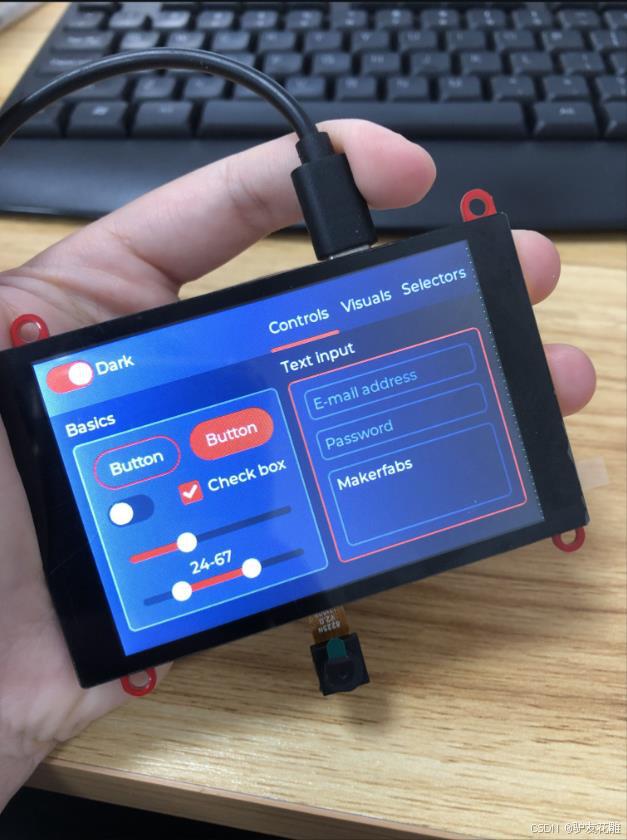 Dark
Controls
Visuals
Selectors
Basics
Button
Button
Check box
24-67
Text input
E-mail address
Password
Makerfabs
CSDN @驴友花雕